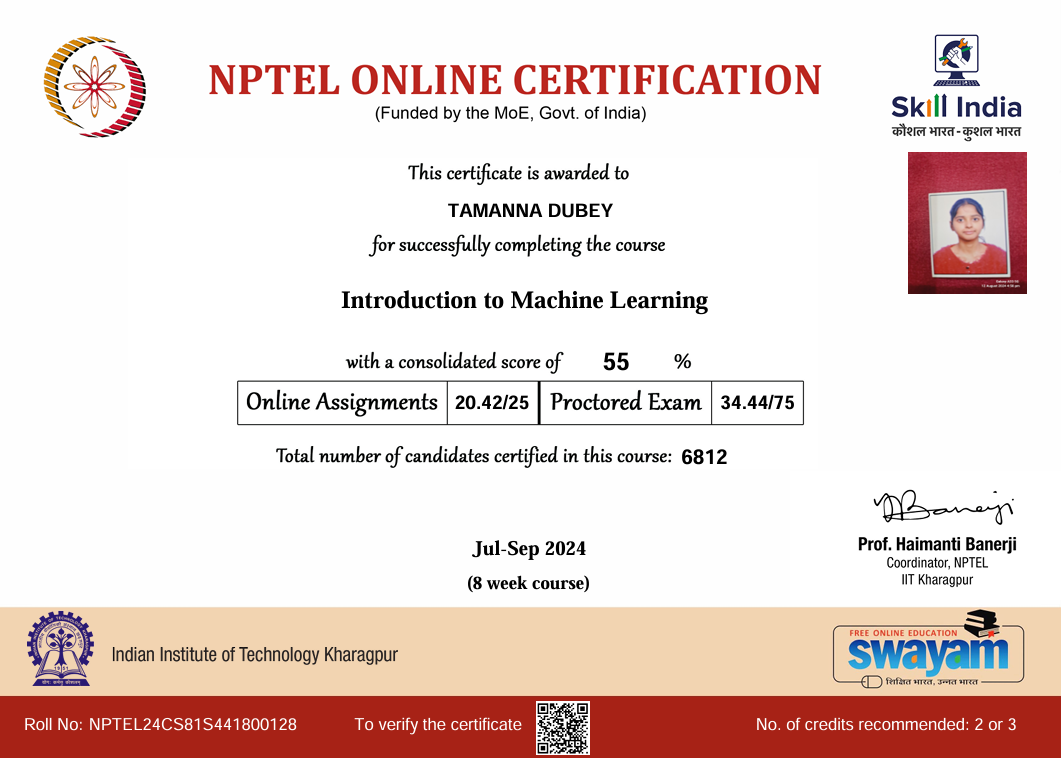 NPTEL ONLINE CERTIFICATION
(Funded by the MoE, Govt. of India)
Skill India
कौशल भारत - कुशल भारत
This certificate is awarded to
TAMANNA DUBEY
for successfully completing the course
Introduction to Machine Learning
with a consolidated score of 55 %
Online Assignments 20.42/25 Proctored Exam 34.44/75
Total number of candidates certified in this course: 6812
Jul-Sep 2024
(8 week course)
Prof. Haimanti Banerji
Coordinator, NPTEL
IIT Kharagpur
Indian Institute of Technology Kharagpur
FREE ONLINE EDUCATION
swayam
शिक्षित भारत, उन्नत भारत
Roll No: NPTEL24CS81S441800128
To verify the certificate
No. of credits recommended: 2 or 3